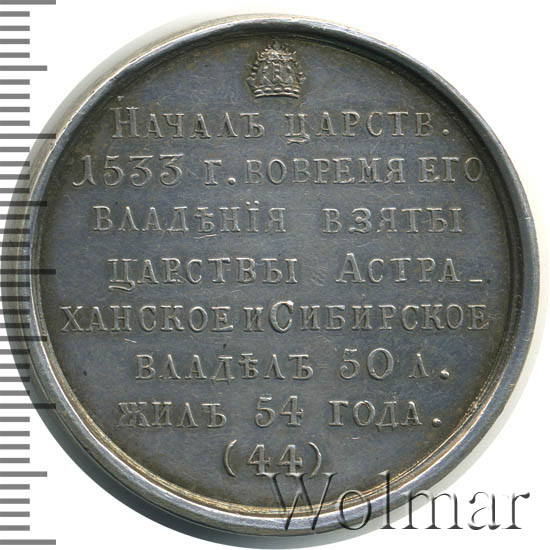 НАЧАЛЪ ЦАРСТВ.
1533 Г. ВОВРЕМЯ ЕГО
ВЛАДѢНІЯ ВЗЯТЫ
ЦАРСТВЫ АСТРА_
ХАНСКОЕ И СИБИРСКОЕ
ВЛАДѢЛЪ 50 Л.
ЖИЛЪ 54 ГОДА.
(44)
Wolmar